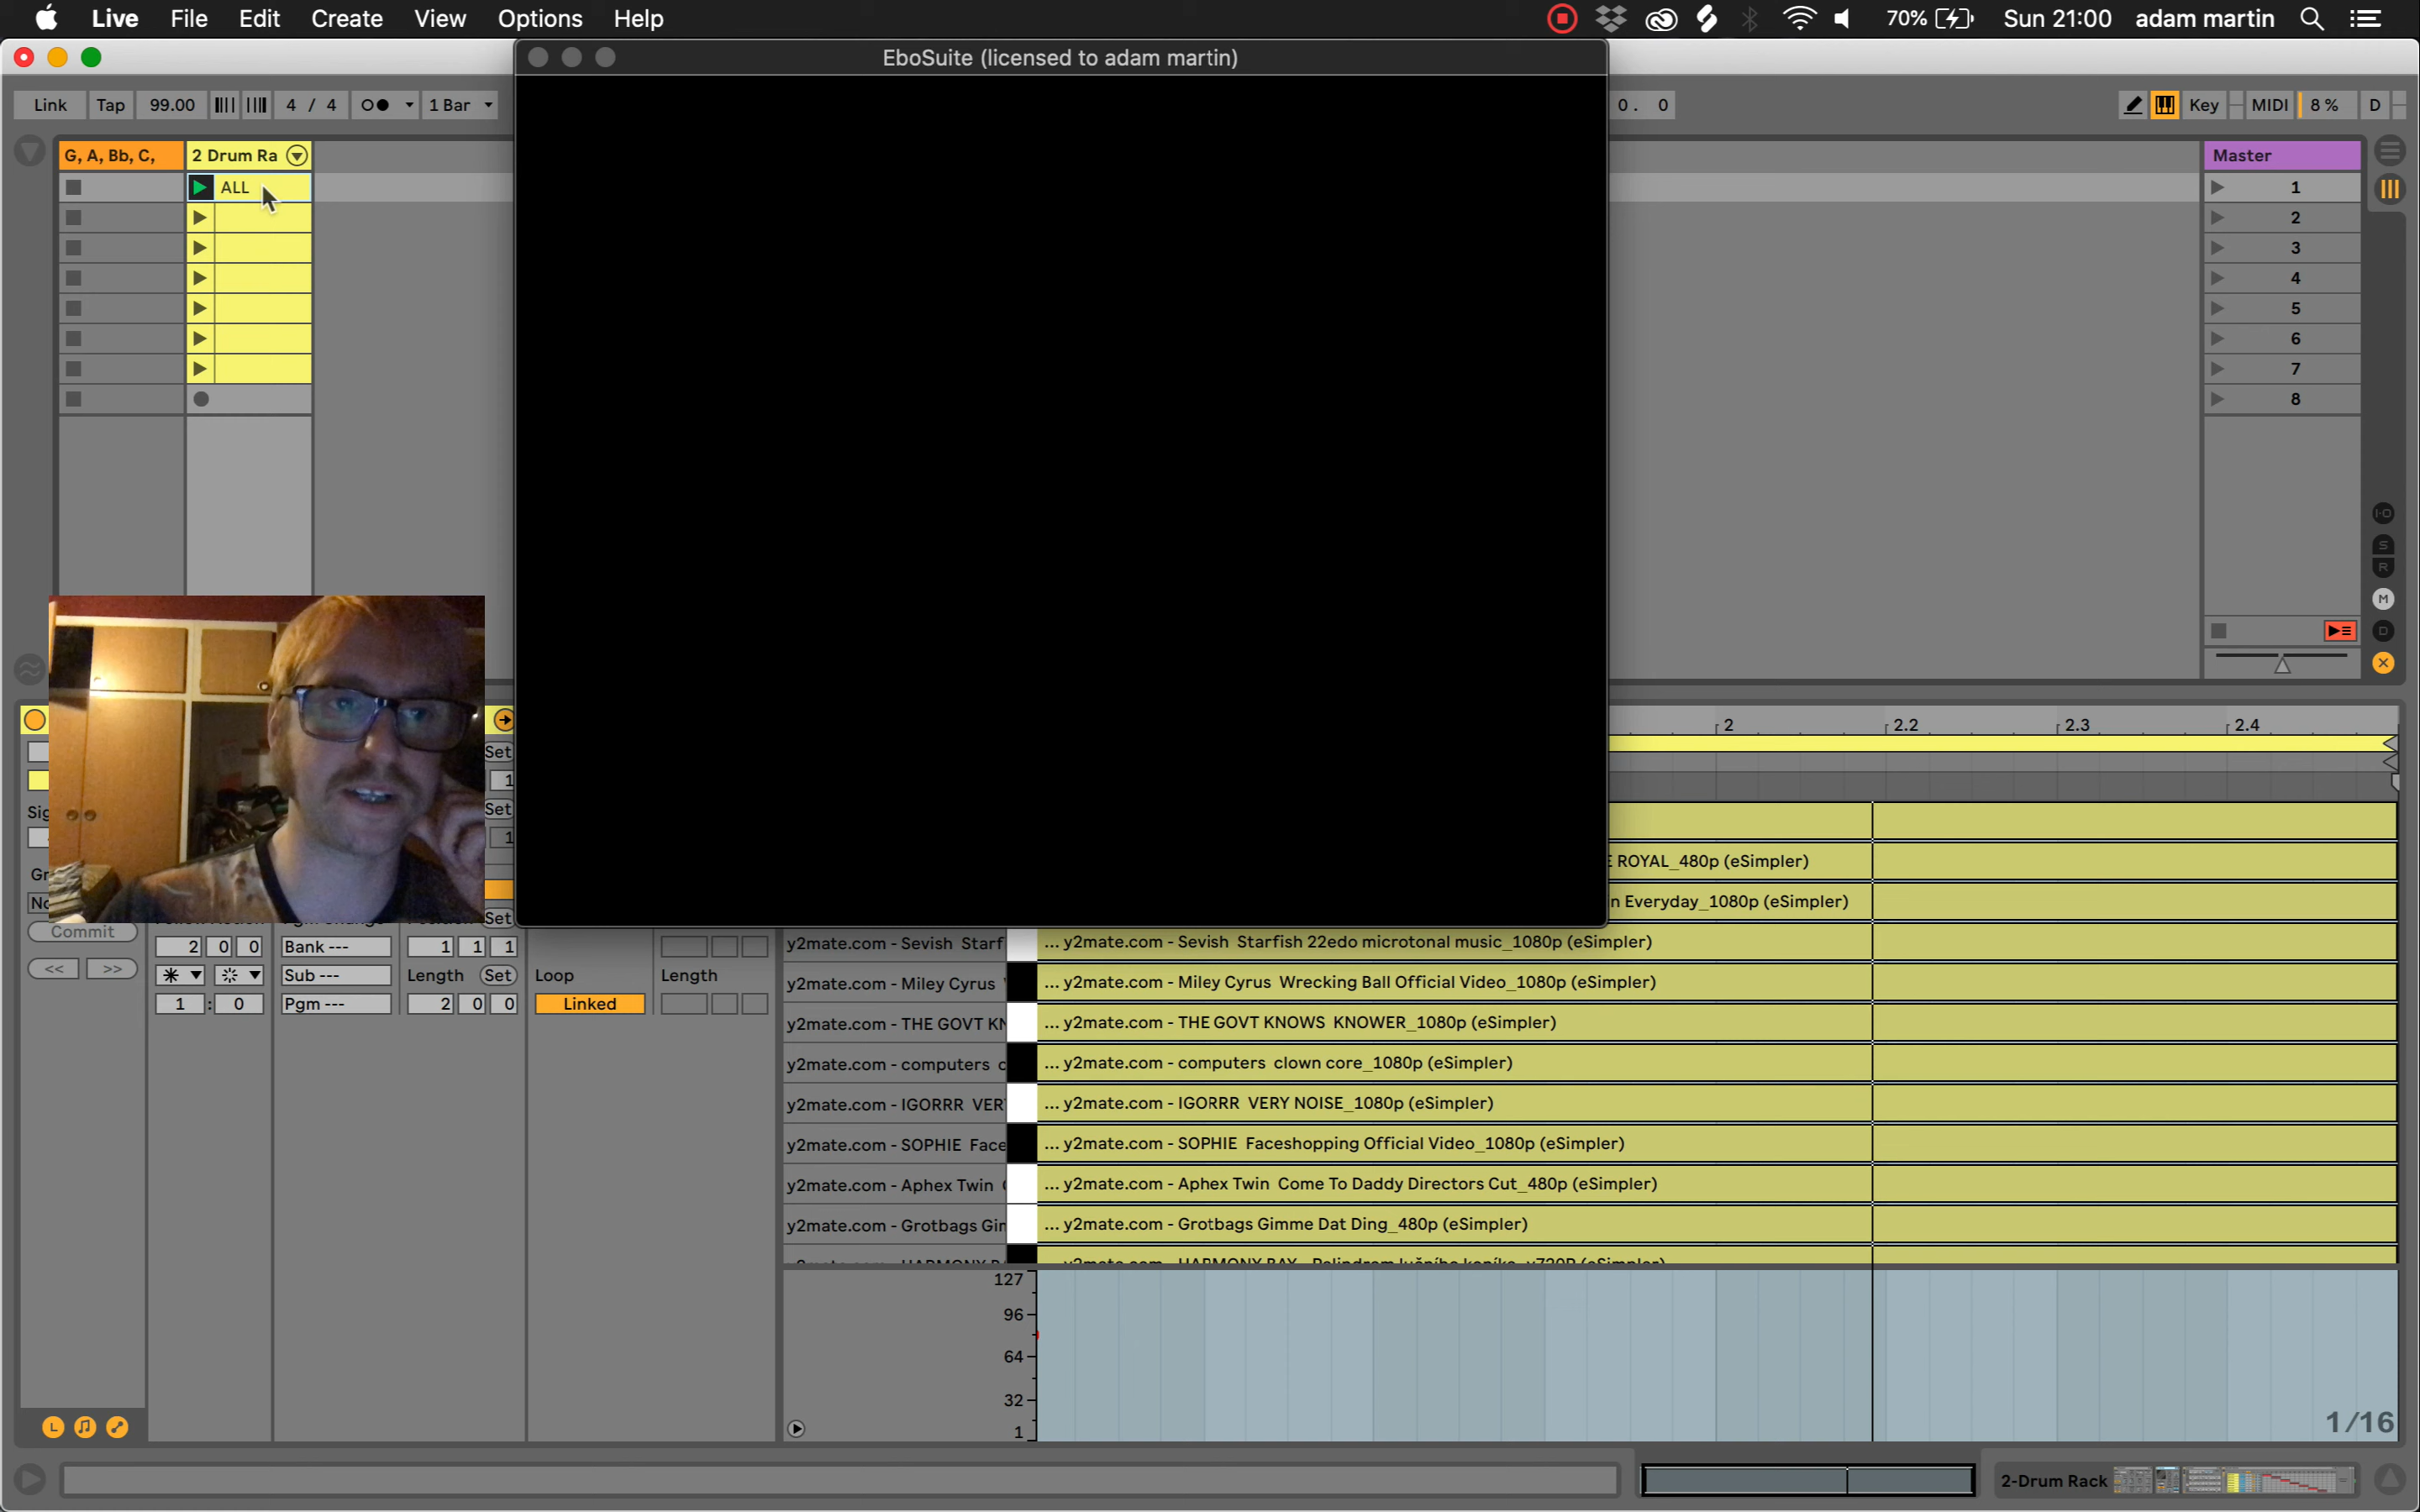 Live File Edit Create View Options Help 70% Sun 21:00 adam martin
EboSuite (licensed to adam martin)
Link Tap 99.00 4 / 4 1 Bar 0. 0 Key MIDI 8 % D
G, A, Bb, C, 2 Drum Ra Master
ALL 1
2
3
4
5
6
7
8
I·O
S
R
M
D
2 2.2 2.3 2.4
Set
1
Sig Set
1
Gr E ROYAL_480p (eSimpler)
No n Everyday_1080p (eSimpler)
Set
Commit
2 0 0 Bank --- 1 1 1 y2mate.com - Sevish Starf ... y2mate.com - Sevish Starfish 22edo microtonal music_1080p (eSimpler)
<< >> Sub --- Length Set Loop Length y2mate.com - Miley Cyrus ... y2mate.com - Miley Cyrus Wrecking Ball Official Video_1080p (eSimpler)
1 : 0 Pgm --- 2 0 0 Linked y2mate.com - THE GOVT KN ... y2mate.com - THE GOVT KNOWS KNOWER_1080p (eSimpler)
y2mate.com - computers c ... y2mate.com - computers clown core_1080p (eSimpler)
y2mate.com - IGORRR VER ... y2mate.com - IGORRR VERY NOISE_1080p (eSimpler)
y2mate.com - SOPHIE Face ... y2mate.com - SOPHIE Faceshopping Official Video_1080p (eSimpler)
y2mate.com - Aphex Twin ... y2mate.com - Aphex Twin Come To Daddy Directors Cut_480p (eSimpler)
y2mate.com - Grotbags Gim ... y2mate.com - Grotbags Gimme Dat Ding_480p (eSimpler)
127
96
64
32
1
L 1/16
2-Drum Rack